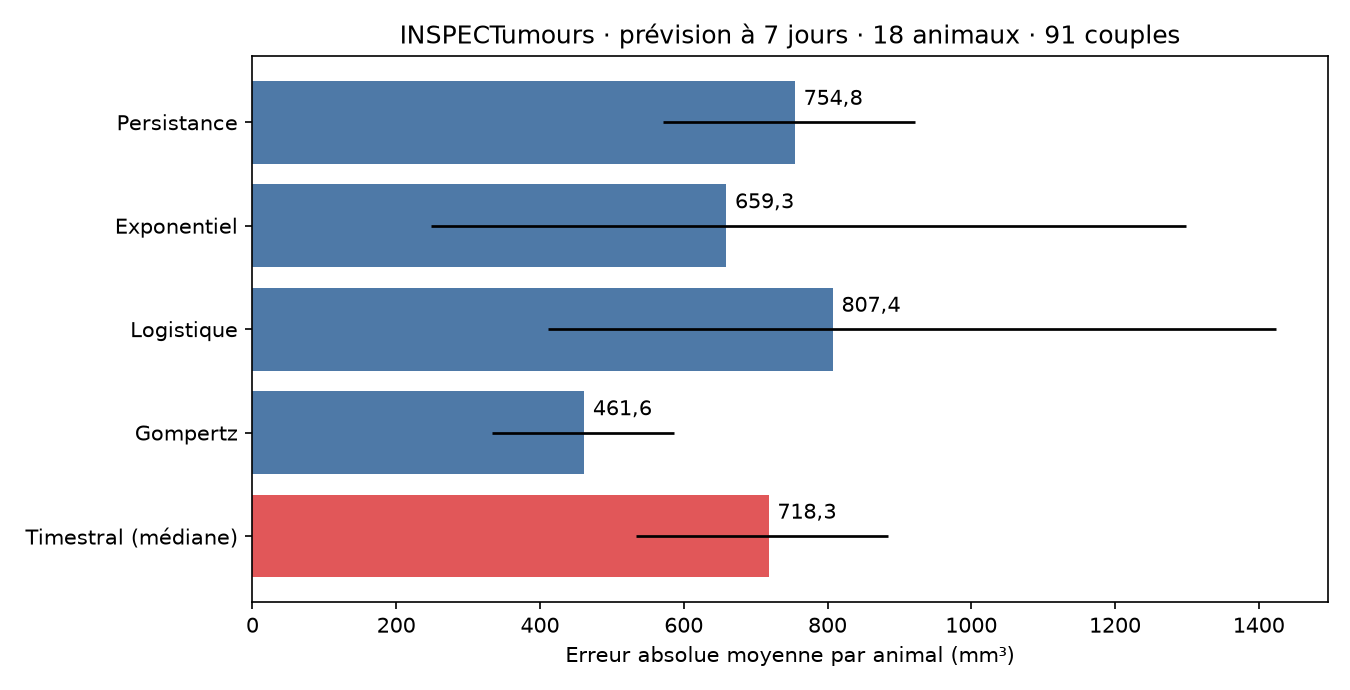 INSPECTumours · prévision à 7 jours · 18 animaux · 91 couples
Persistance
754,8
Exponentiel
659,3
Logistique
807,4
Gompertz
461,6
Timestral (médiane)
718,3
0 200 400 600 800 1000 1200 1400
Erreur absolue moyenne par animal (mm³)